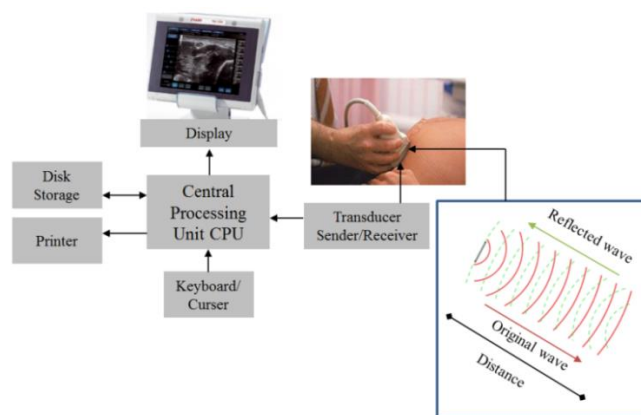 Display
Disk
Storage
Central
Processing
Unit CPU
Printer
Transducer
Sender/Receiver
Keyboard/
Curser
Reflected wave
Original wave
Distance